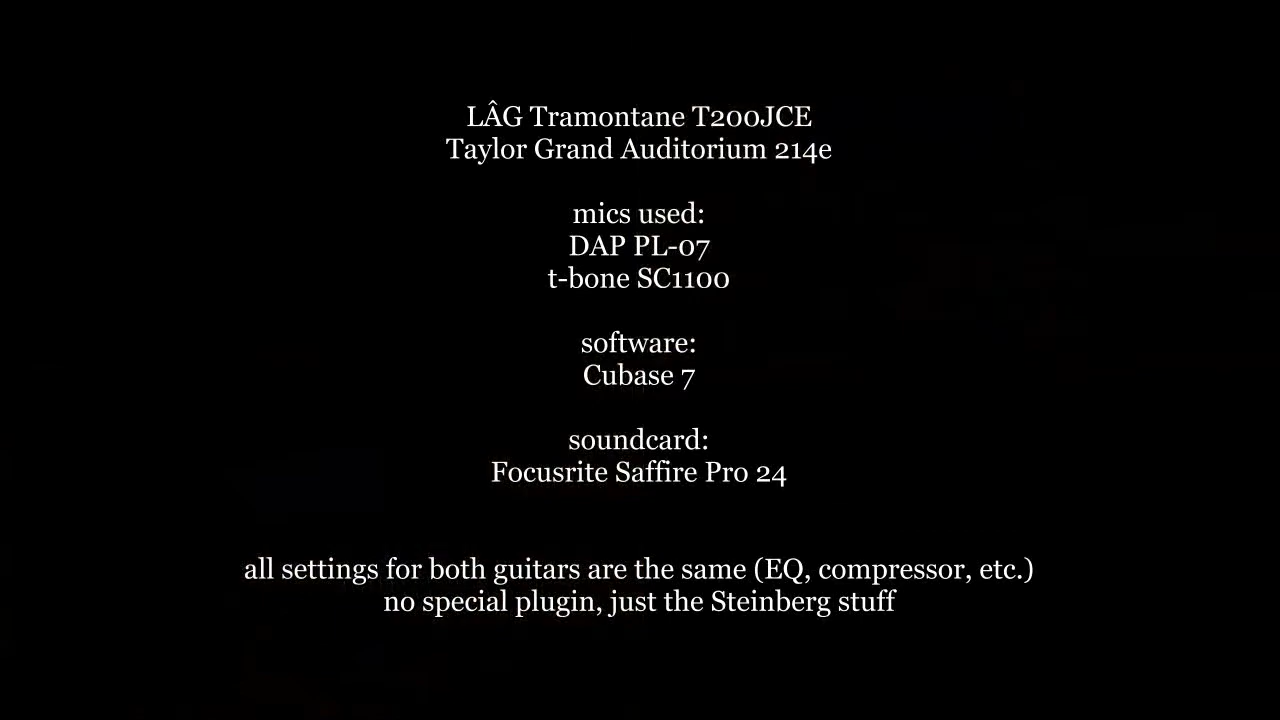 LÂG Tramontane T200JCE
Taylor Grand Auditorium 214e
mics used:
DAP PL-07
t-bone SC1100
software:
Cubase 7
soundcard:
Focusrite Saffire Pro 24
all settings for both guitars are the same (EQ, compressor, etc.)
no special plugin, just the Steinberg stuff